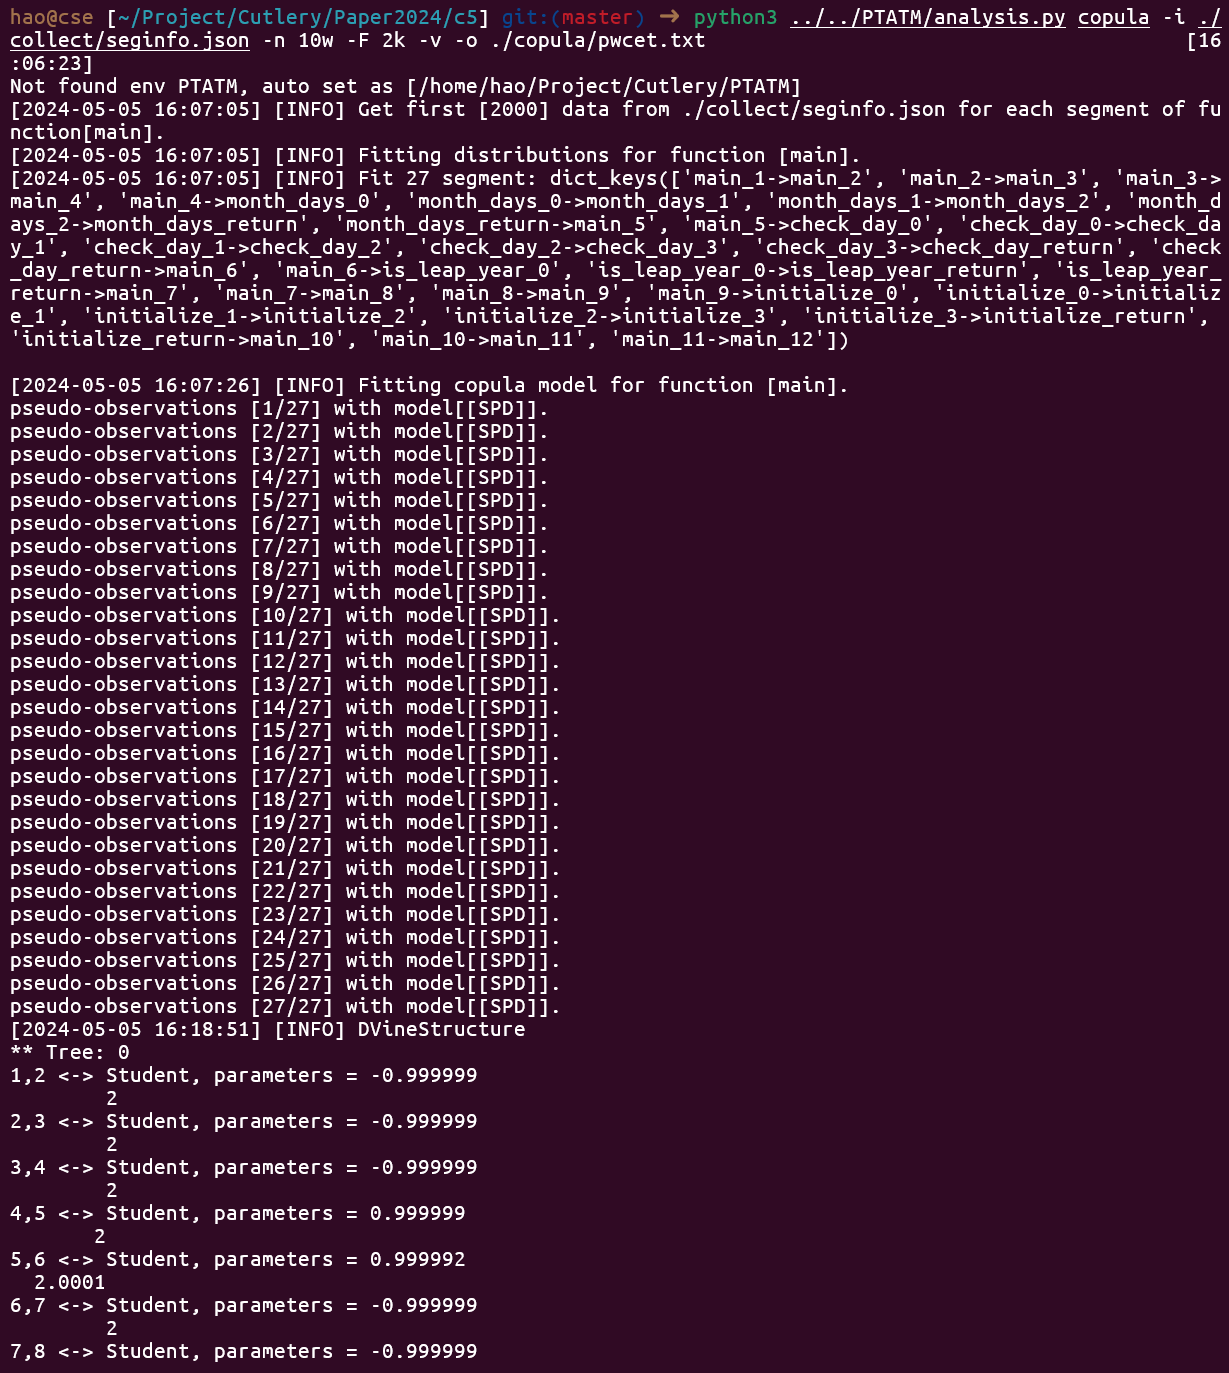 hao@cse [~/Project/Cutlery/Paper2024/c5] git:(master) ➜ python3 ../../PTATM/analysis.py copula -i ./
collect/seginfo.json -n 10w -F 2k -v -o ./copula/pwcet.txt [16
:06:23]
Not found env PTATM, auto set as [/home/hao/Project/Cutlery/PTATM]
[2024-05-05 16:07:05] [INFO] Get first [2000] data from ./collect/seginfo.json for each segment of fu
nction[main].
[2024-05-05 16:07:05] [INFO] Fitting distributions for function [main].
[2024-05-05 16:07:05] [INFO] Fit 27 segment: dict_keys(['main_1->main_2', 'main_2->main_3', 'main_3->
main_4', 'main_4->month_days_0', 'month_days_0->month_days_1', 'month_days_1->month_days_2', 'month_d
ays_2->month_days_return', 'month_days_return->main_5', 'main_5->check_day_0', 'check_day_0->check_da
y_1', 'check_day_1->check_day_2', 'check_day_2->check_day_3', 'check_day_3->check_day_return', 'check
_day_return->main_6', 'main_6->is_leap_year_0', 'is_leap_year_0->is_leap_year_return', 'is_leap_year_
return->main_7', 'main_7->main_8', 'main_8->main_9', 'main_9->initialize_0', 'initialize_0->initializ
e_1', 'initialize_1->initialize_2', 'initialize_2->initialize_3', 'initialize_3->initialize_return',
'initialize_return->main_10', 'main_10->main_11', 'main_11->main_12'])
[2024-05-05 16:07:26] [INFO] Fitting copula model for function [main].
pseudo-observations [1/27] with model[[SPD]].
pseudo-observations [2/27] with model[[SPD]].
pseudo-observations [3/27] with model[[SPD]].
pseudo-observations [4/27] with model[[SPD]].
pseudo-observations [5/27] with model[[SPD]].
pseudo-observations [6/27] with model[[SPD]].
pseudo-observations [7/27] with model[[SPD]].
pseudo-observations [8/27] with model[[SPD]].
pseudo-observations [9/27] with model[[SPD]].
pseudo-observations [10/27] with model[[SPD]].
pseudo-observations [11/27] with model[[SPD]].
pseudo-observations [12/27] with model[[SPD]].
pseudo-observations [13/27] with model[[SPD]].
pseudo-observations [14/27] with model[[SPD]].
pseudo-observations [15/27] with model[[SPD]].
pseudo-observations [16/27] with model[[SPD]].
pseudo-observations [17/27] with model[[SPD]].
pseudo-observations [18/27] with model[[SPD]].
pseudo-observations [19/27] with model[[SPD]].
pseudo-observations [20/27] with model[[SPD]].
pseudo-observations [21/27] with model[[SPD]].
pseudo-observations [22/27] with model[[SPD]].
pseudo-observations [23/27] with model[[SPD]].
pseudo-observations [24/27] with model[[SPD]].
pseudo-observations [25/27] with model[[SPD]].
pseudo-observations [26/27] with model[[SPD]].
pseudo-observations [27/27] with model[[SPD]].
[2024-05-05 16:18:51] [INFO] DVineStructure
** Tree: 0
1,2 <-> Student, parameters = -0.999999
2
2,3 <-> Student, parameters = -0.999999
2
3,4 <-> Student, parameters = -0.999999
2
4,5 <-> Student, parameters = 0.999999
2
5,6 <-> Student, parameters = 0.999992
2.0001
6,7 <-> Student, parameters = -0.999999
2
7,8 <-> Student, parameters = -0.999999